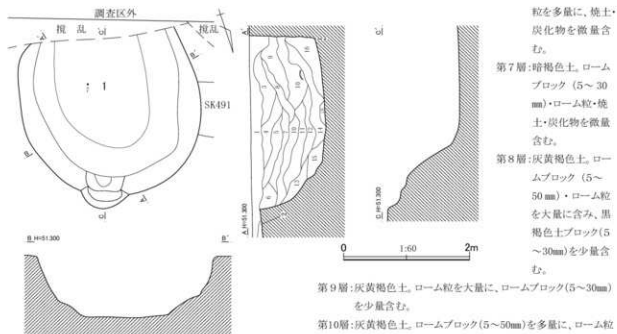 調査区外
撹 乱
撹乱
1
SK491
A H=51.300
C H=51.300
B H=51.300
B'
0 1:60 2m
粒を多量に、焼土・
炭化物を微量含
む。
第7層:暗褐色土。ローム
ブロック(5〜30
㎜)・ローム粒・焼
土・炭化物を微量
含む。
第8層:灰黄褐色土。ロー
ムブロック(5〜
50㎜)・ローム粒
を大量に含み、黒
褐色土ブロック(5
〜30㎜)を少量含
む。
第9層:灰黄褐色土。ローム粒を大量に、ロームブロック(5〜30㎜)
を少量含む。
第10層:灰黄褐色土。ロームブロック(5〜50㎜)を多量に、ローム粒